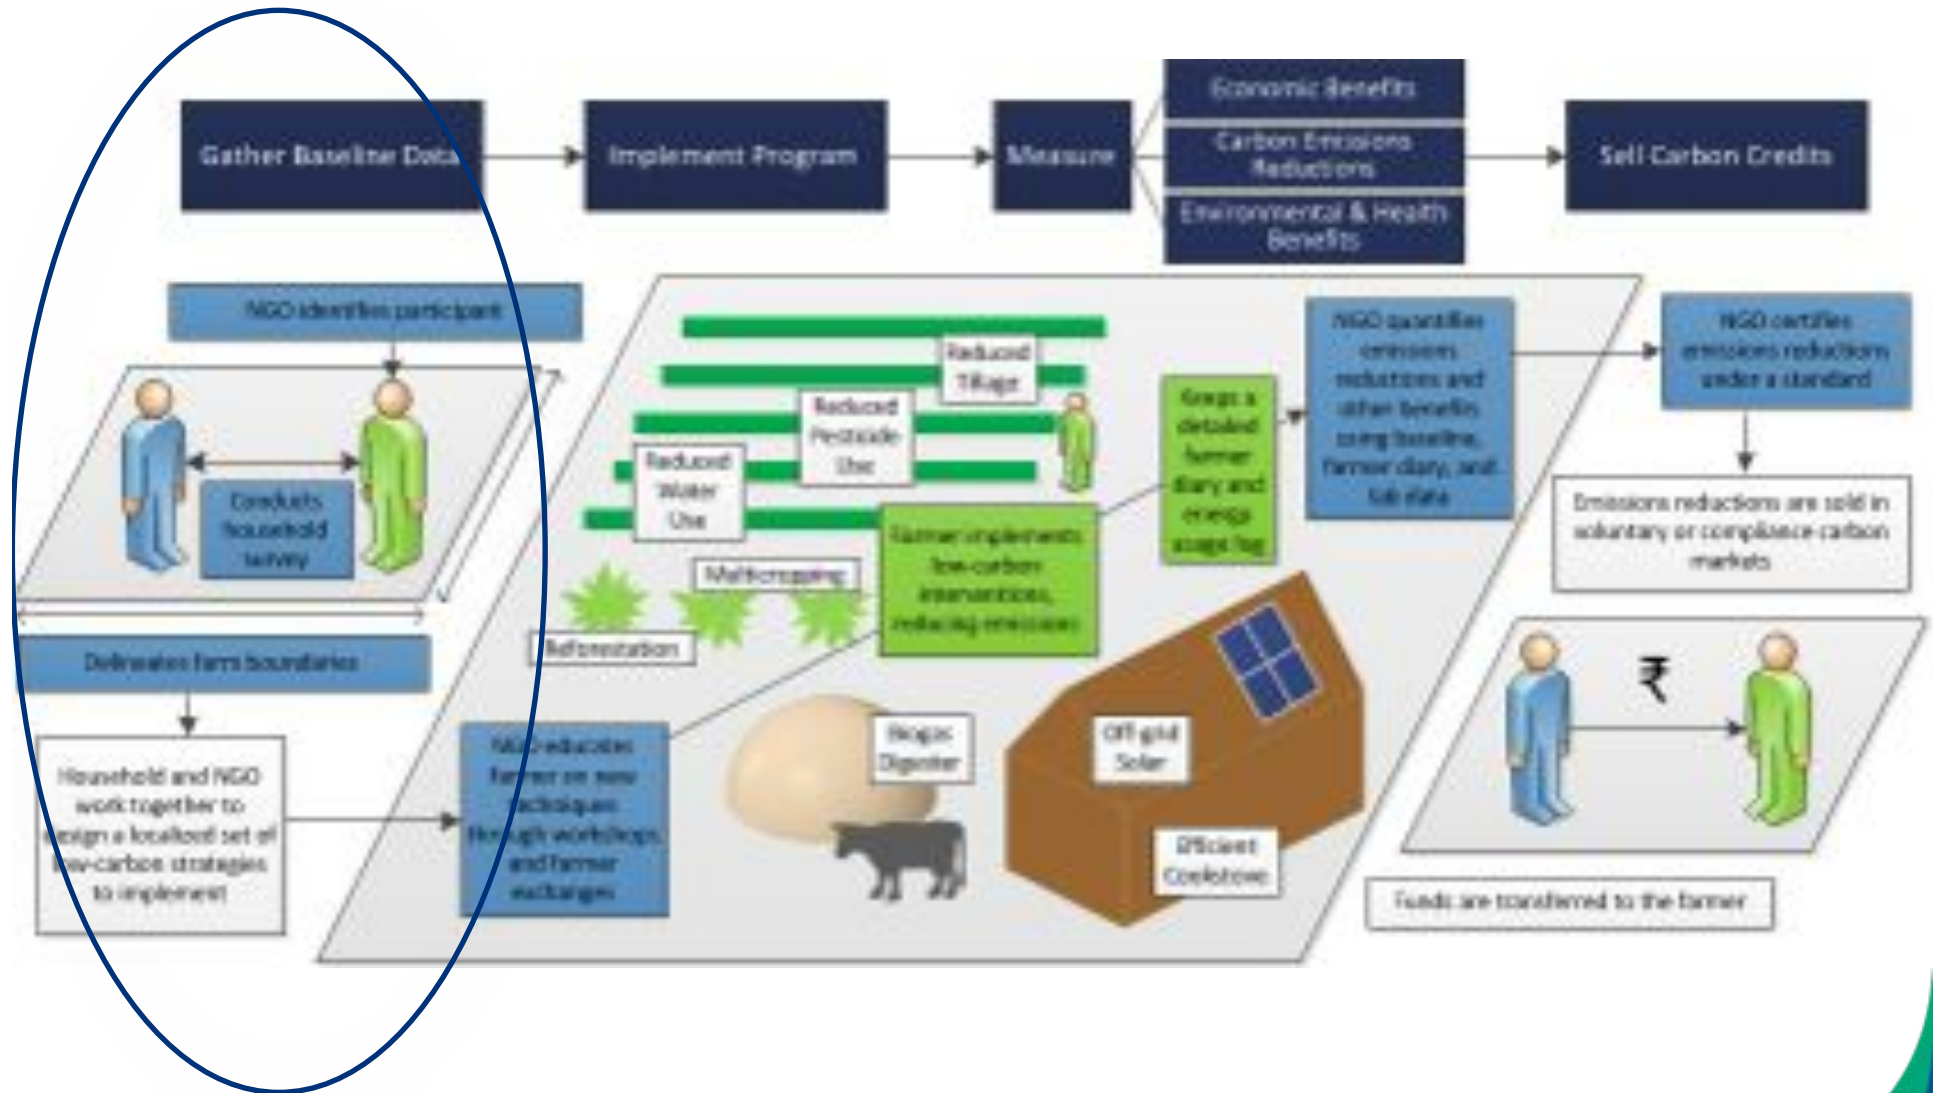 Gather Baseline Data
Implement Program
Measure
Economic Benefits
Carbon Emissions
Reductions
Environmental & Health
Benefits
Sell Carbon Credits
NGO identifies participant
Conducts
household
survey
Delineates farm boundaries
Household and NGO
work together to
design a localized set of
low-carbon strategies
to implement
NGO educates
farmer on new
techniques
through workshops,
and farmer
exchanges
Reduced
Tillage
Reduced
Pesticide
Use
Reduced
Water
Use
Multicropping
Reforestation
Farmer implements
low-carbon
interventions,
reducing emissions
Keeps a
detailed
farmer
diary and
energy
usage log
Biogas
Digester
Off-grid
Solar
Efficient
Cookstove
NGO quantifies
emissions
reductions and
other benefits
using baseline,
farmer diary, and
lab data
NGO certifies
emissions reductions
under a standard
Emissions reductions are sold in
voluntary or compliance carbon
markets
₹
Funds are transferred to the farmer